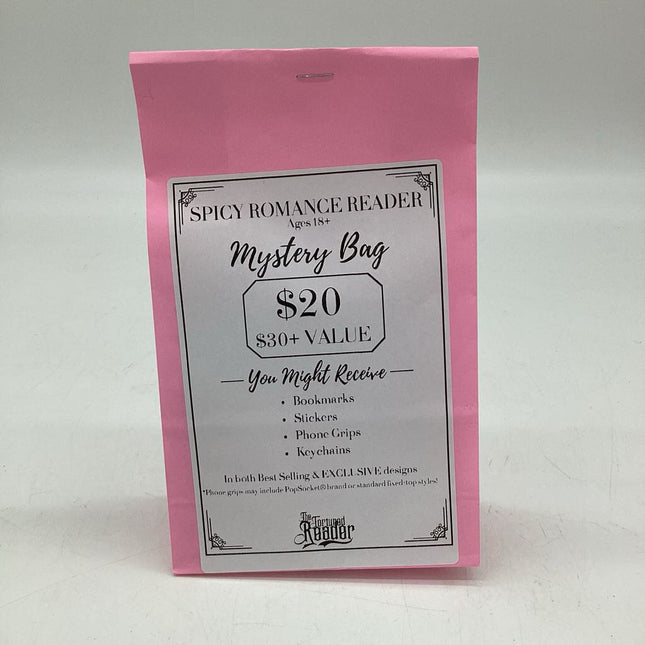 SPICY ROMANCE READER
Ages 18+
Mystery Bag
$20
$30+ VALUE
You Might Receive
• Bookmarks
• Stickers
• Phone Grips
• Keychains
In both Best Selling & EXCLUSIVE designs
*Phone grips may include PopSocket® brand or standard fixed-top styles!
The
Tortured
Reader